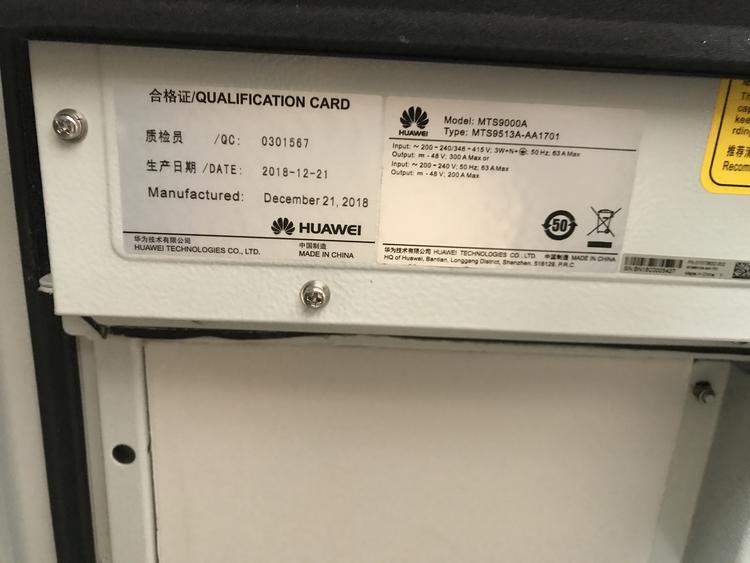 合格证/QUALIFICATION CARD
质检员 /QC: 0301567
生产日期 /DATE: 2018-12-21
Manufactured: December 21, 2018
HUAWEI
华为技术有限公司
HUAWEI TECHNOLOGIES CO., LTD.
中国制造
MADE IN CHINA
HUAWEI
Model: MTS9000A
Type: MTS9513A-AA1701
Input: ~ 200-240/346-415 V; 3W+N+; 50 Hz; 63 A Max
Output: -48 V; 300 A Max or
Input: ~ 200-240 V; 50 Hz; 63 A Max
Output: -48 V; 200 A Max
50
华为技术有限公司 HUAWEI TECHNOLOGIES CO., LTD. 中国制造 MADE IN CHINA
HQ of Huawei, Bantian, Longgang District, Shenzhen, 518129, P.R.C
Th
cap
kee
rding
推荐
Recom